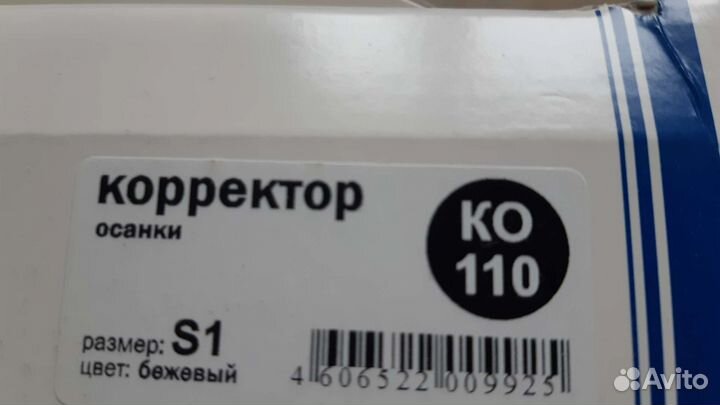 корректор
осанки
КО
110
размер: S1
цвет: бежевый
4 606522 009925
Avito